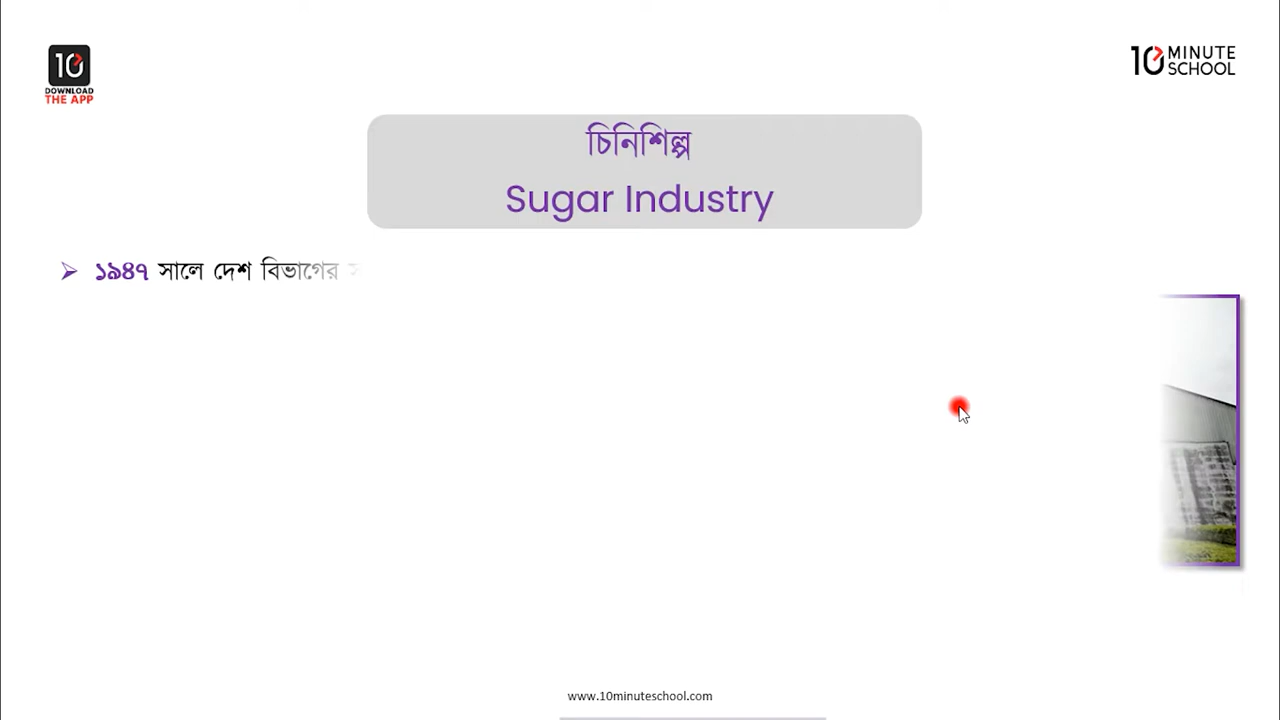 10
DOWNLOAD
THE APP
10 MINUTE
SCHOOL
চিনিশিল্প
Sugar Industry
➢ ১৯৪৭ সালে দেশ বিভাগের
www.10minuteschool.com